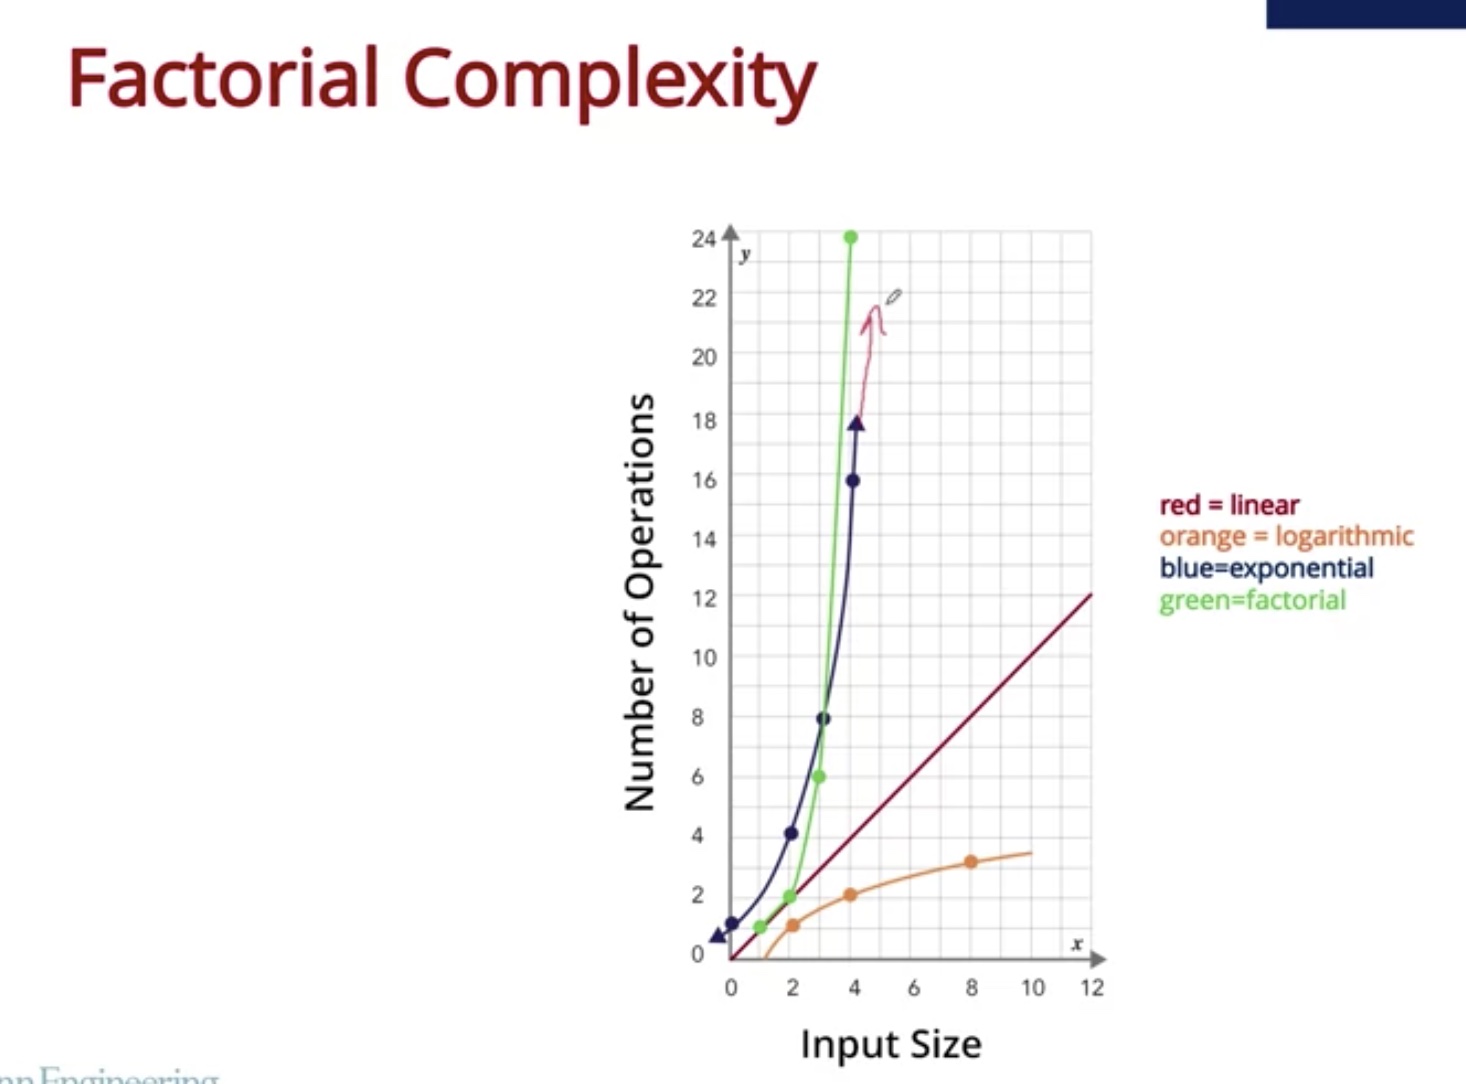 Factorial Complexity
24
y
22
20
18
16
14
12
10
8
6
4
2
0
x
0 2 4 6 8 10 12
Number of Operations
Input Size
red = linear
orange = logarithmic
blue=exponential
green=factorial
Engineering